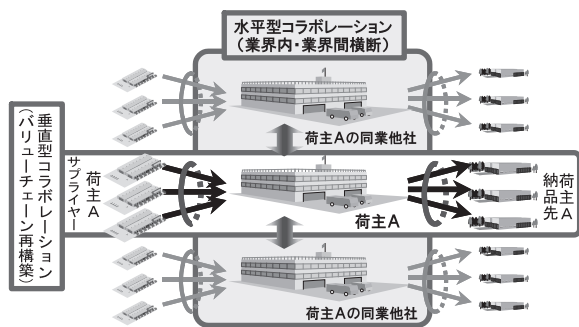 水平型コラボレーション
（業界内・業界間横断）
荷主Aの同業他社
垂直型コラボレーション
（バリューチェーン再構築）
荷主A
サプライヤー
荷主A
荷主A
納品先
荷主Aの同業他社